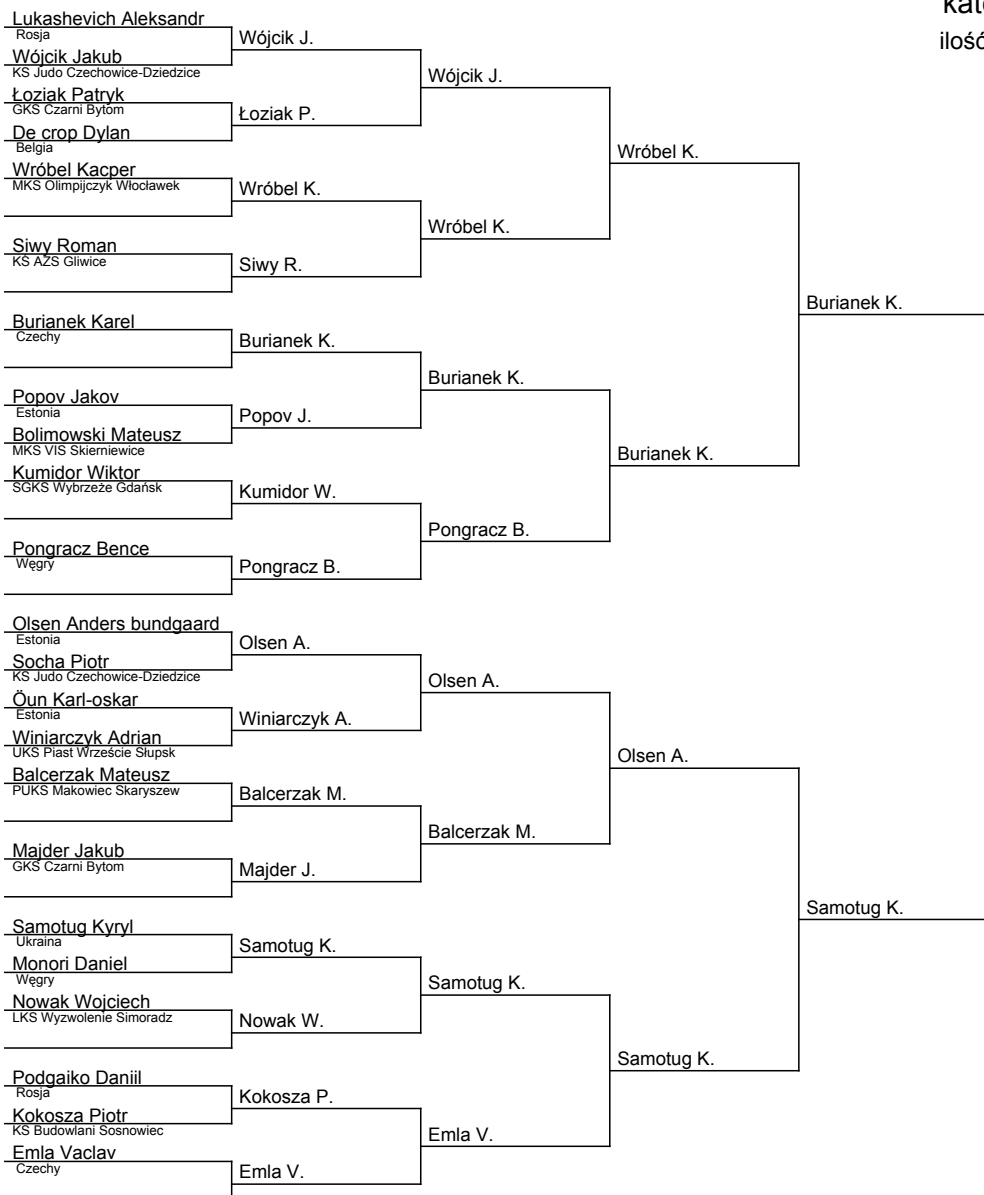 kate
ilość
Lukashevich Aleksandr
Rosja
Wójcik Jakub
KS Judo Czechowice-Dziedzice
Łoziak Patryk
GKS Czarni Bytom
De crop Dylan
Belgia
Wróbel Kacper
MKS Olimpijczyk Włocławek
Siwy Roman
KŚ AZS Gliwice
Burianek Karel
Czechy
Popov Jakov
Estonia
Bolimowski Mateusz
MKS VIS Skierniewice
Kumidor Wiktor
SGKS Wybrzeże Gdańsk
Pongracz Bence
Węgry
Olsen Anders bundgaard
Estonia
Socha Piotr
KS Judo Czechowice-Dziedzice
Öun Karl-oskar
Estonia
Winiarczyk Adrian
UKS Piast Wrzeście Słupsk
Balcerzak Mateusz
PUKS Makowiec Skaryszew
Majder Jakub
GKS Czarni Bytom
Samotug Kyryl
Ukraina
Monori Daniel
Węgry
Nowak Wojciech
LKS Wyzwolenie Simoradz
Podgaiko Daniil
Rosja
Kokosza Piotr
KS Budowlani Sosnowiec
Emla Vaclav
Czechy
Wójcik J.
Łoziak P.
Wróbel K.
Siwy R.
Burianek K.
Popov J.
Kumidor W.
Pongracz B.
Olsen A.
Winiarczyk A.
Balcerzak M.
Majder J.
Samotug K.
Nowak W.
Kokosza P.
Emla V.
Wójcik J.
Wróbel K.
Burianek K.
Pongracz B.
Olsen A.
Balcerzak M.
Samotug K.
Emla V.
Wróbel K.
Burianek K.
Olsen A.
Samotug K.
Burianek K.
Samotug K.